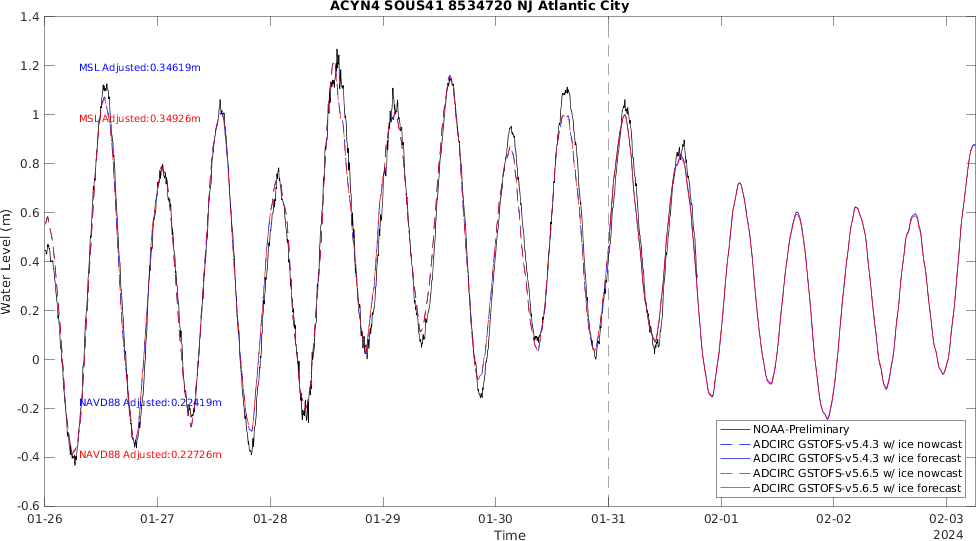 ACYN4 SOUS41 8534720 NJ Atlantic City
1.4
1.2
1
0.8
0.6
0.4
0.2
0
-0.2
-0.4
-0.6
Water Level (m)
MSL Adjusted:0.34619m
MSL Adjusted:0.34926m
NAVD88 Adjusted:0.22419m
NAVD88 Adjusted:0.22726m
NOAA-Preliminary
ADCIRC GSTOFS-v5.4.3 w/ ice nowcast
ADCIRC GSTOFS-v5.4.3 w/ ice forecast
ADCIRC GSTOFS-v5.6.5 w/ ice nowcast
ADCIRC GSTOFS-v5.6.5 w/ ice forecast
01-26 01-27 01-28 01-29 01-30 01-31 02-01 02-02 02-03
Time
2024